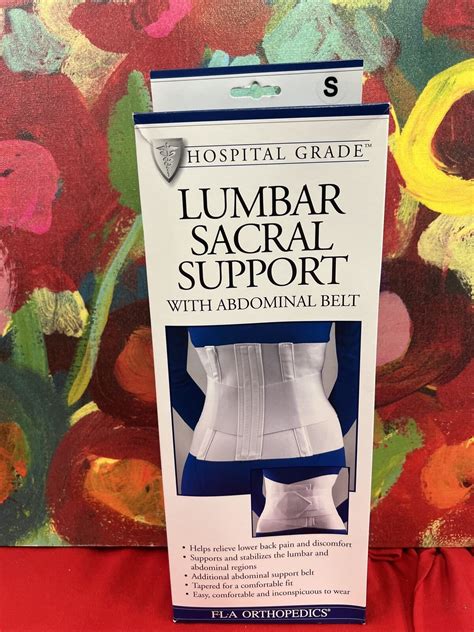 S
HOSPITAL GRADE™
LUMBAR
SACRAL
SUPPORT
WITH ABDOMINAL BELT
• Helps relieve lower back pain and discomfort
• Supports and stabilizes the lumbar and
abdominal regions
• Additional abdominal support belt
• Tapered for a comfortable fit
• Easy, comfortable and inconspicuous to wear
FLA ORTHOPEDICS®